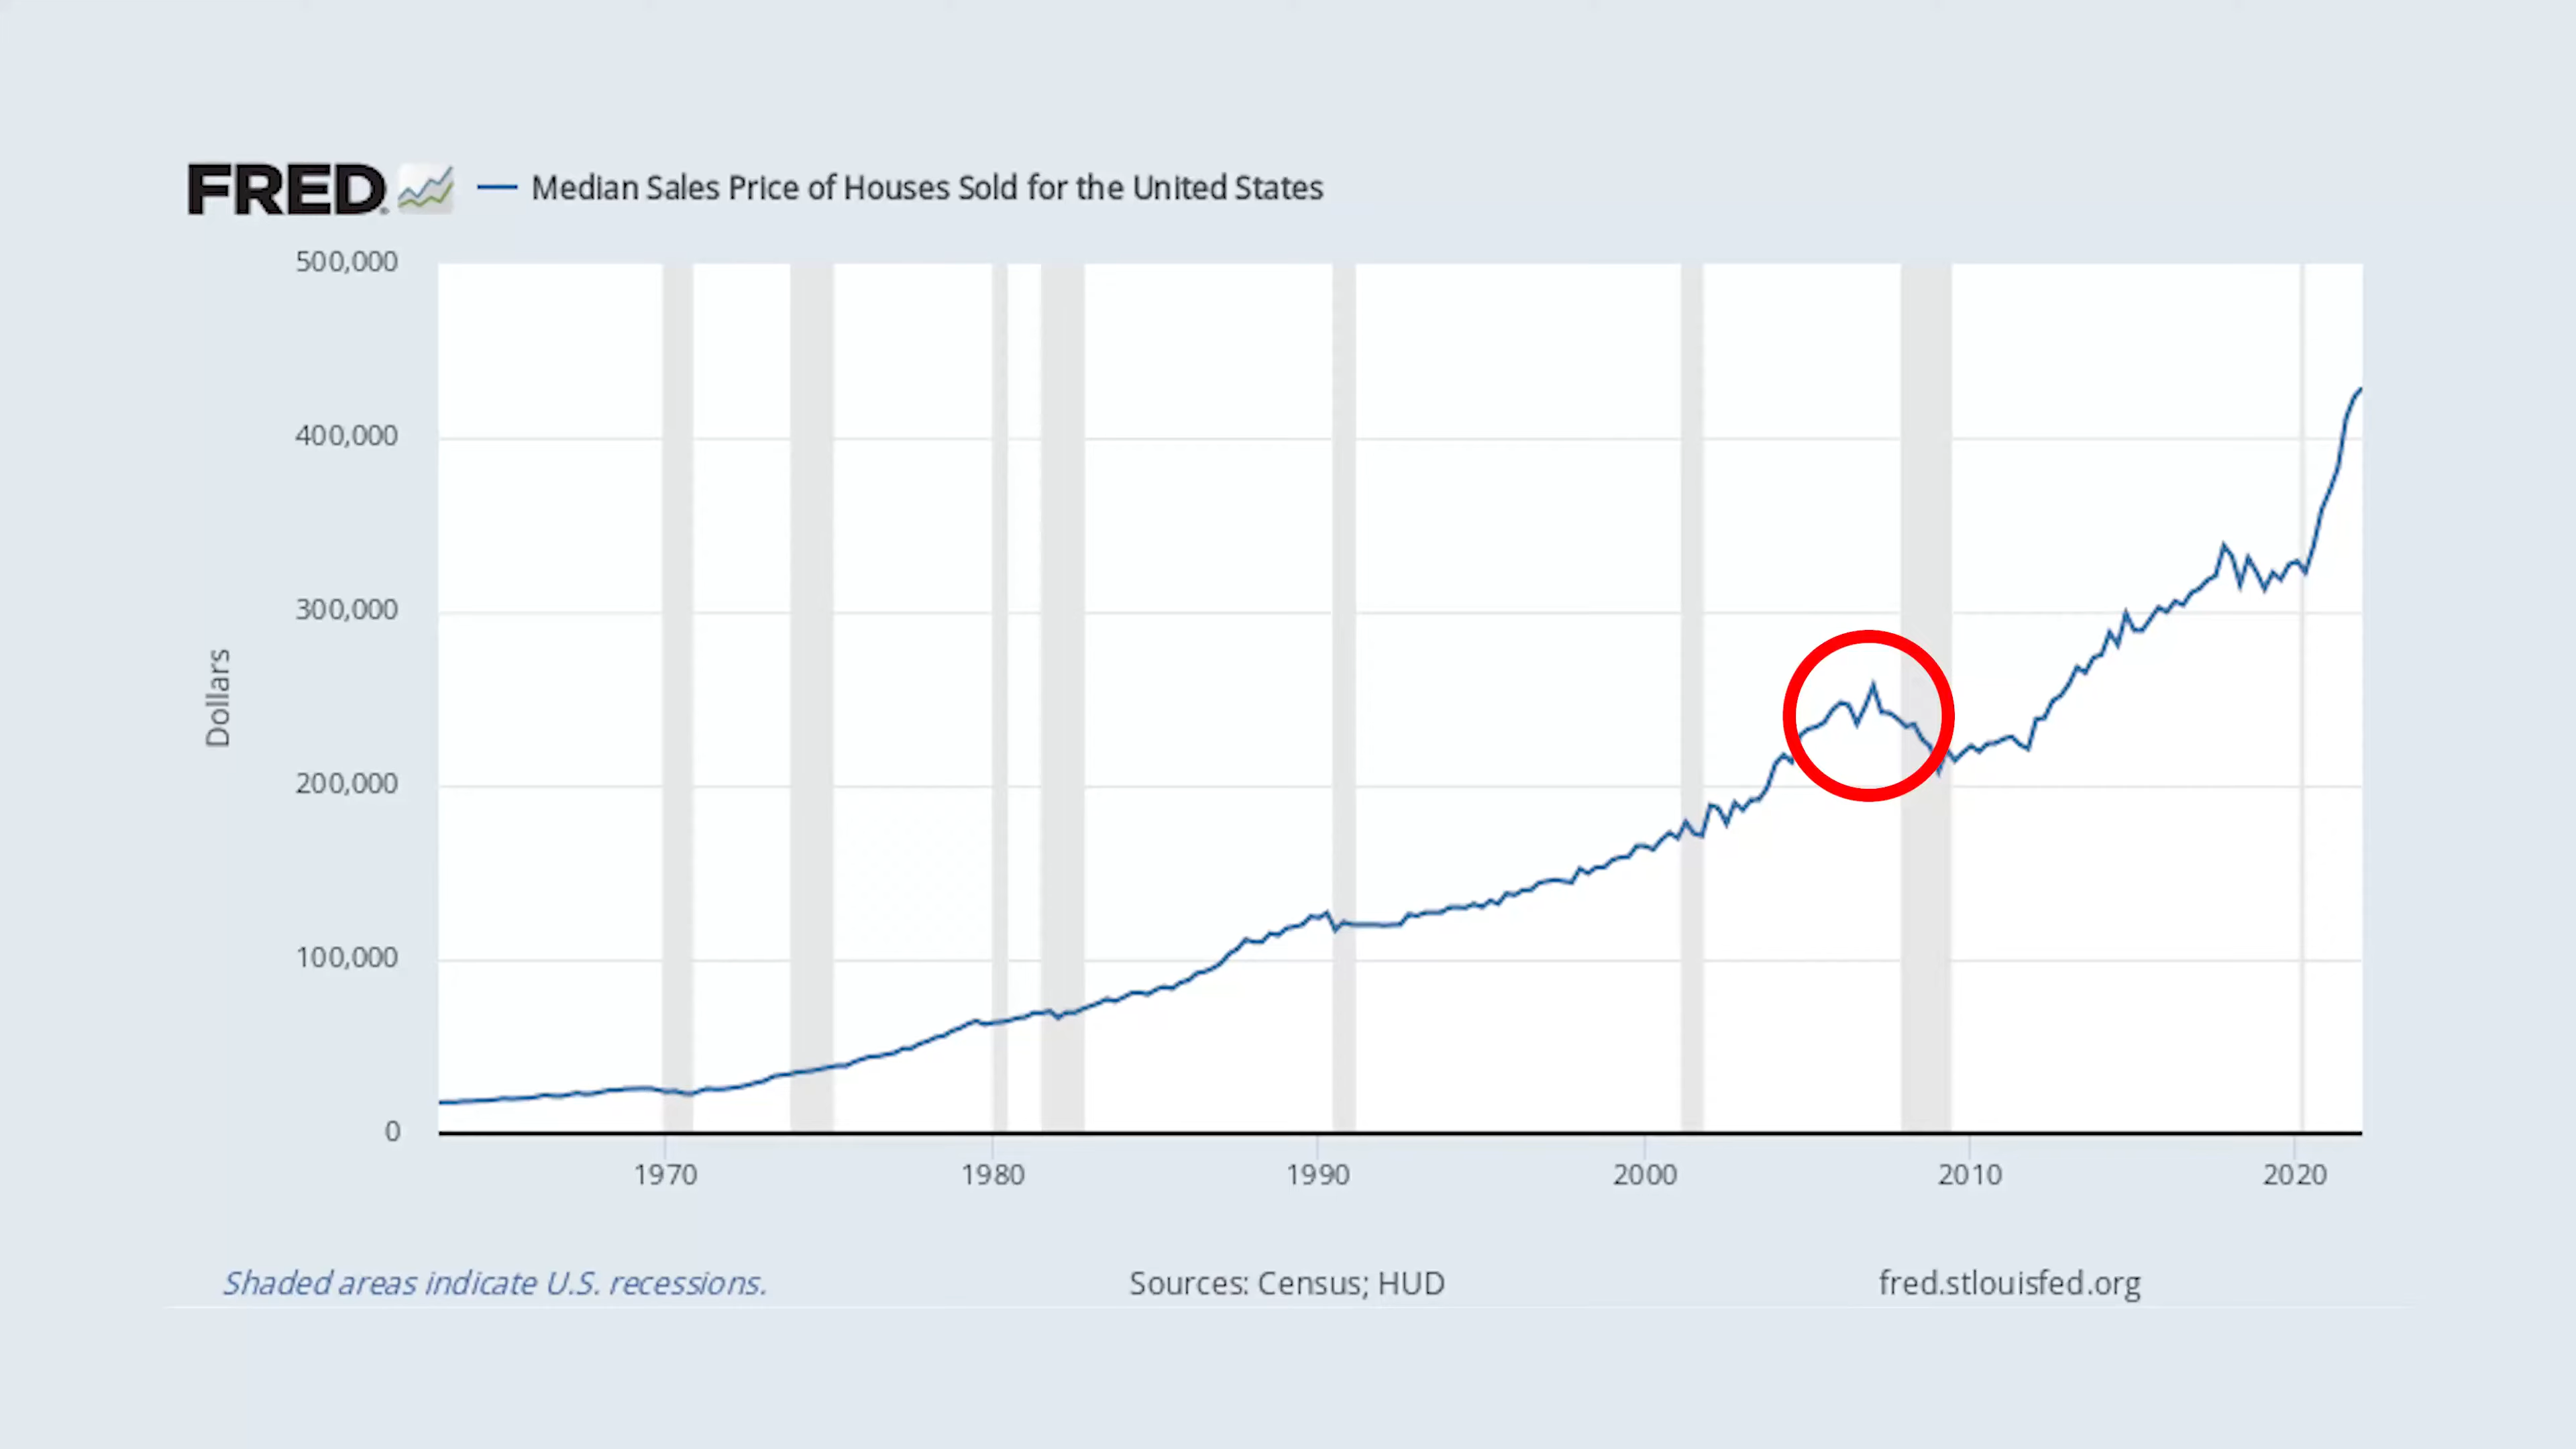 FRED
Median Sales Price of Houses Sold for the United States
500,000
400,000
300,000
200,000
100,000
0
Dollars
1970 1980 1990 2000 2010 2020
Shaded areas indicate U.S. recessions. Sources: Census; HUD fred.stlouisfed.org